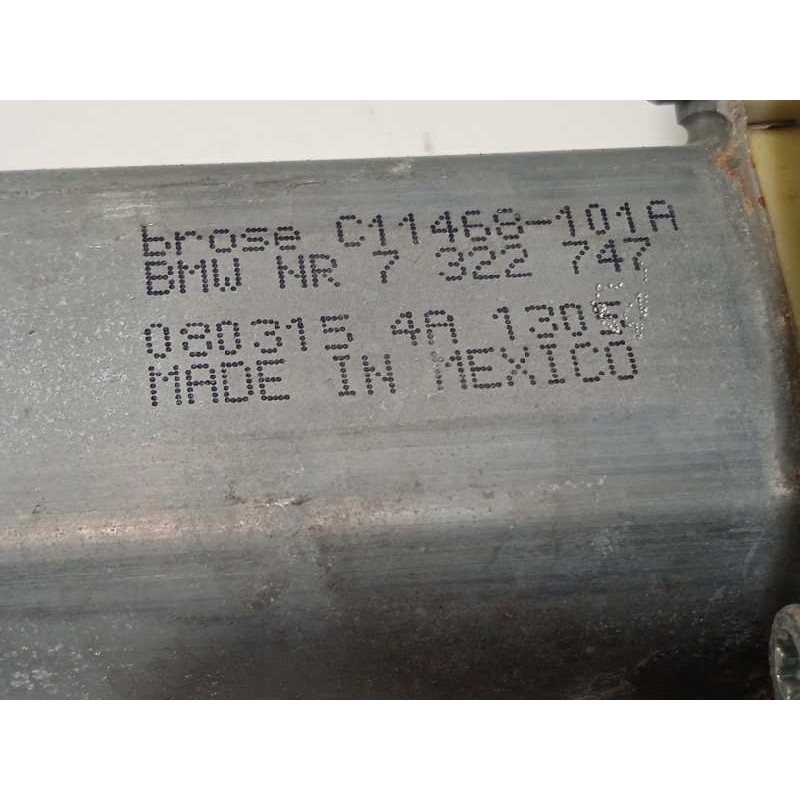 brose C11468-101A
BMW NR 7 322 747
080315 4A 1305
MADE IN MEXICO